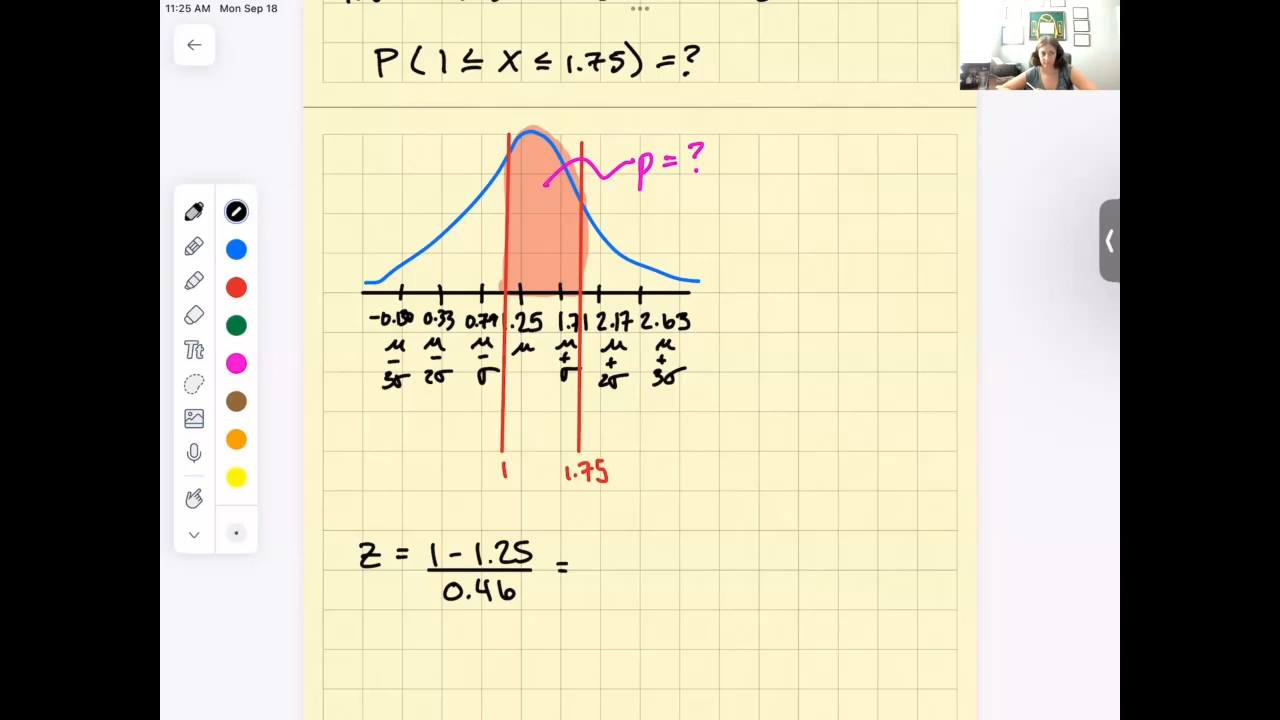 11:25 AM Mon Sep 18
P(1 ≤ X ≤ 1.75) = ?
p = ?
0.33 0.79 1.25 1.71 2.17 2.63
μ μ μ μ μ μ μ
− − − + + +
3σ 2σ σ σ 2σ 3σ
1 1.75
Z = 1 - 1.25 =
0.46
Tt